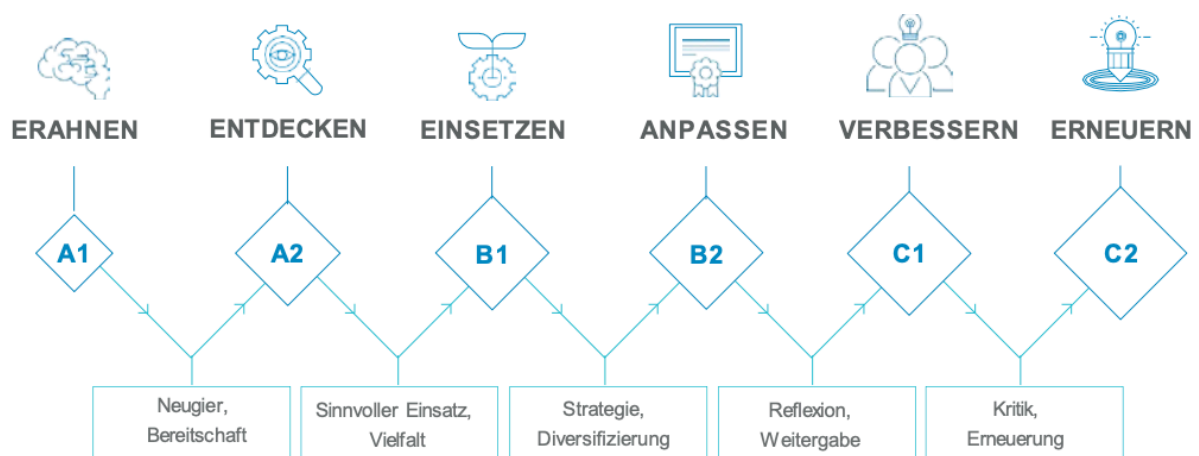 ERAHNEN
ENTDECKEN
EINSETZEN
ANPASSEN
VERBESSERN
ERNEUERN
A1
A2
B1
B2
C1
C2
Neugier,
Bereitschaft
Sinnvoller Einsatz,
Vielfalt
Strategie,
Diversifizierung
Reflexion,
Weitergabe
Kritik,
Erneuerung